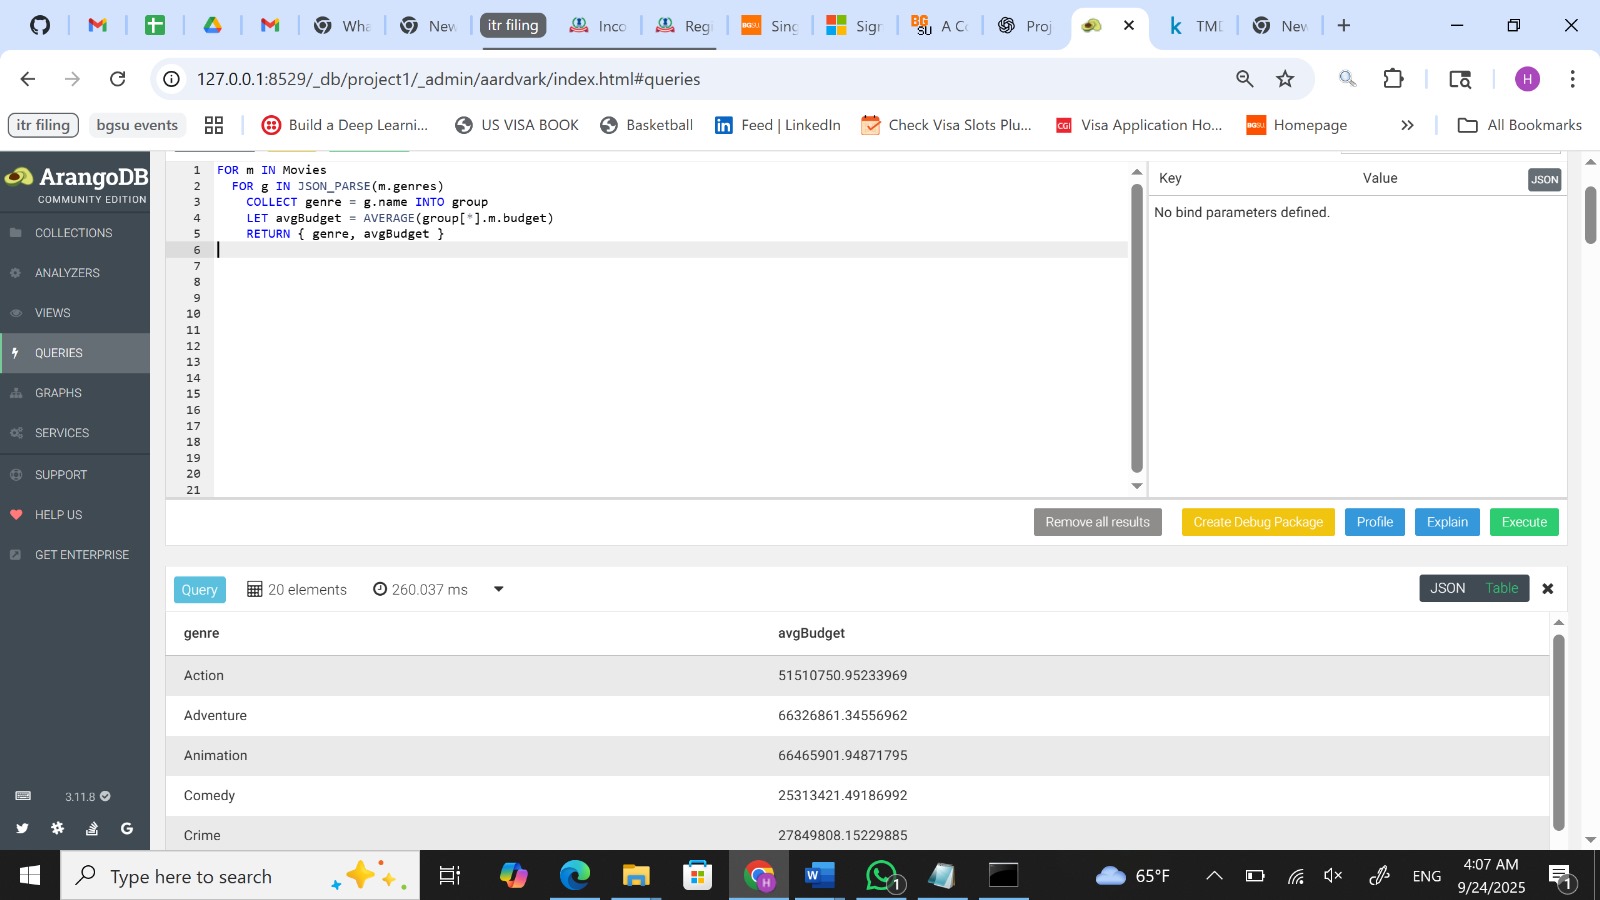 itr filing
Wha
New
Inco
Regi
Sing
Sign
A Co
Proj
TMD
New
127.0.0.1:8529/_db/project1/_admin/aardvark/index.html#queries
H
itr filing
bgsu events
Build a Deep Learni...
US VISA BOOK
Basketball
Feed | LinkedIn
Check Visa Slots Plu...
Visa Application Ho...
Homepage
All Bookmarks
ArangoDB
COMMUNITY EDITION
COLLECTIONS
ANALYZERS
VIEWS
QUERIES
GRAPHS
SERVICES
SUPPORT
HELP US
GET ENTERPRISE
3.11.8
1 FOR m IN Movies
2 FOR g IN JSON_PARSE(m.genres)
3 COLLECT genre = g.name INTO group
4 LET avgBudget = AVERAGE(group[*].m.budget)
5 RETURN { genre, avgBudget }
6
7
8
9
10
11
12
13
14
15
16
17
18
19
20
21
Key Value JSON
No bind parameters defined.
Remove all results
Create Debug Package
Profile
Explain
Execute
Query 20 elements 260.037 ms
JSON Table
genre avgBudget
Action 51510750.95233969
Adventure 66326861.34556962
Animation 66465901.94871795
Comedy 25313421.49186992
Crime 27849808.15229885
Type here to search
65°F
ENG
4:07 AM
9/24/2025